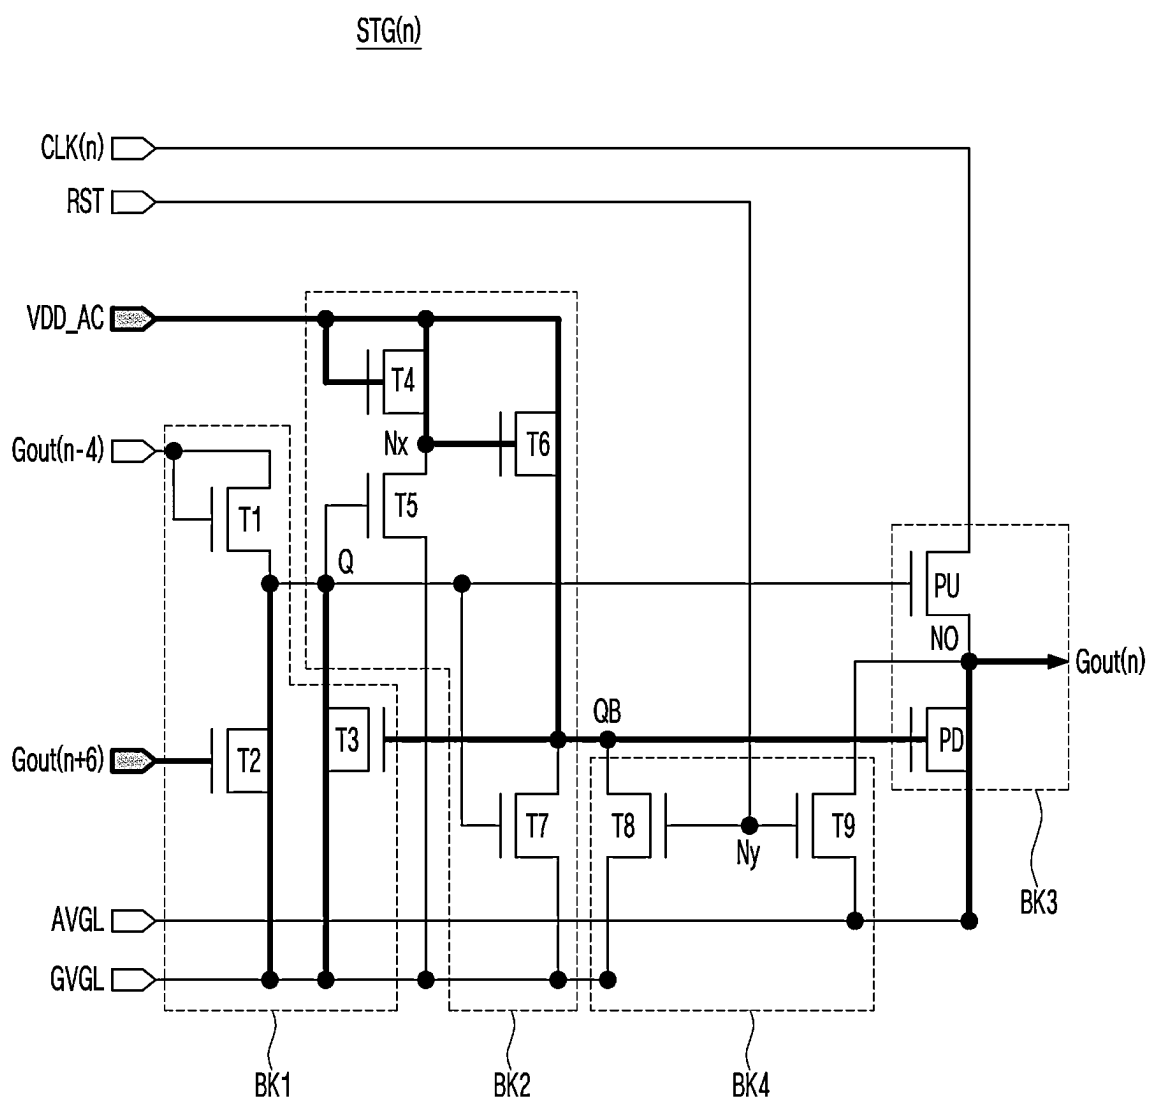 STG(n)
CLK(n)
RST
VDD_AC
T4
Gout(n-4)
Nx
T6
T1
T5
Q
PU
NO
Gout(n)
QB
Gout(n+6)
T2
T3
PD
T7
T8
T9
Ny
AVGL
BK3
GVGL
BK1
BK2
BK4